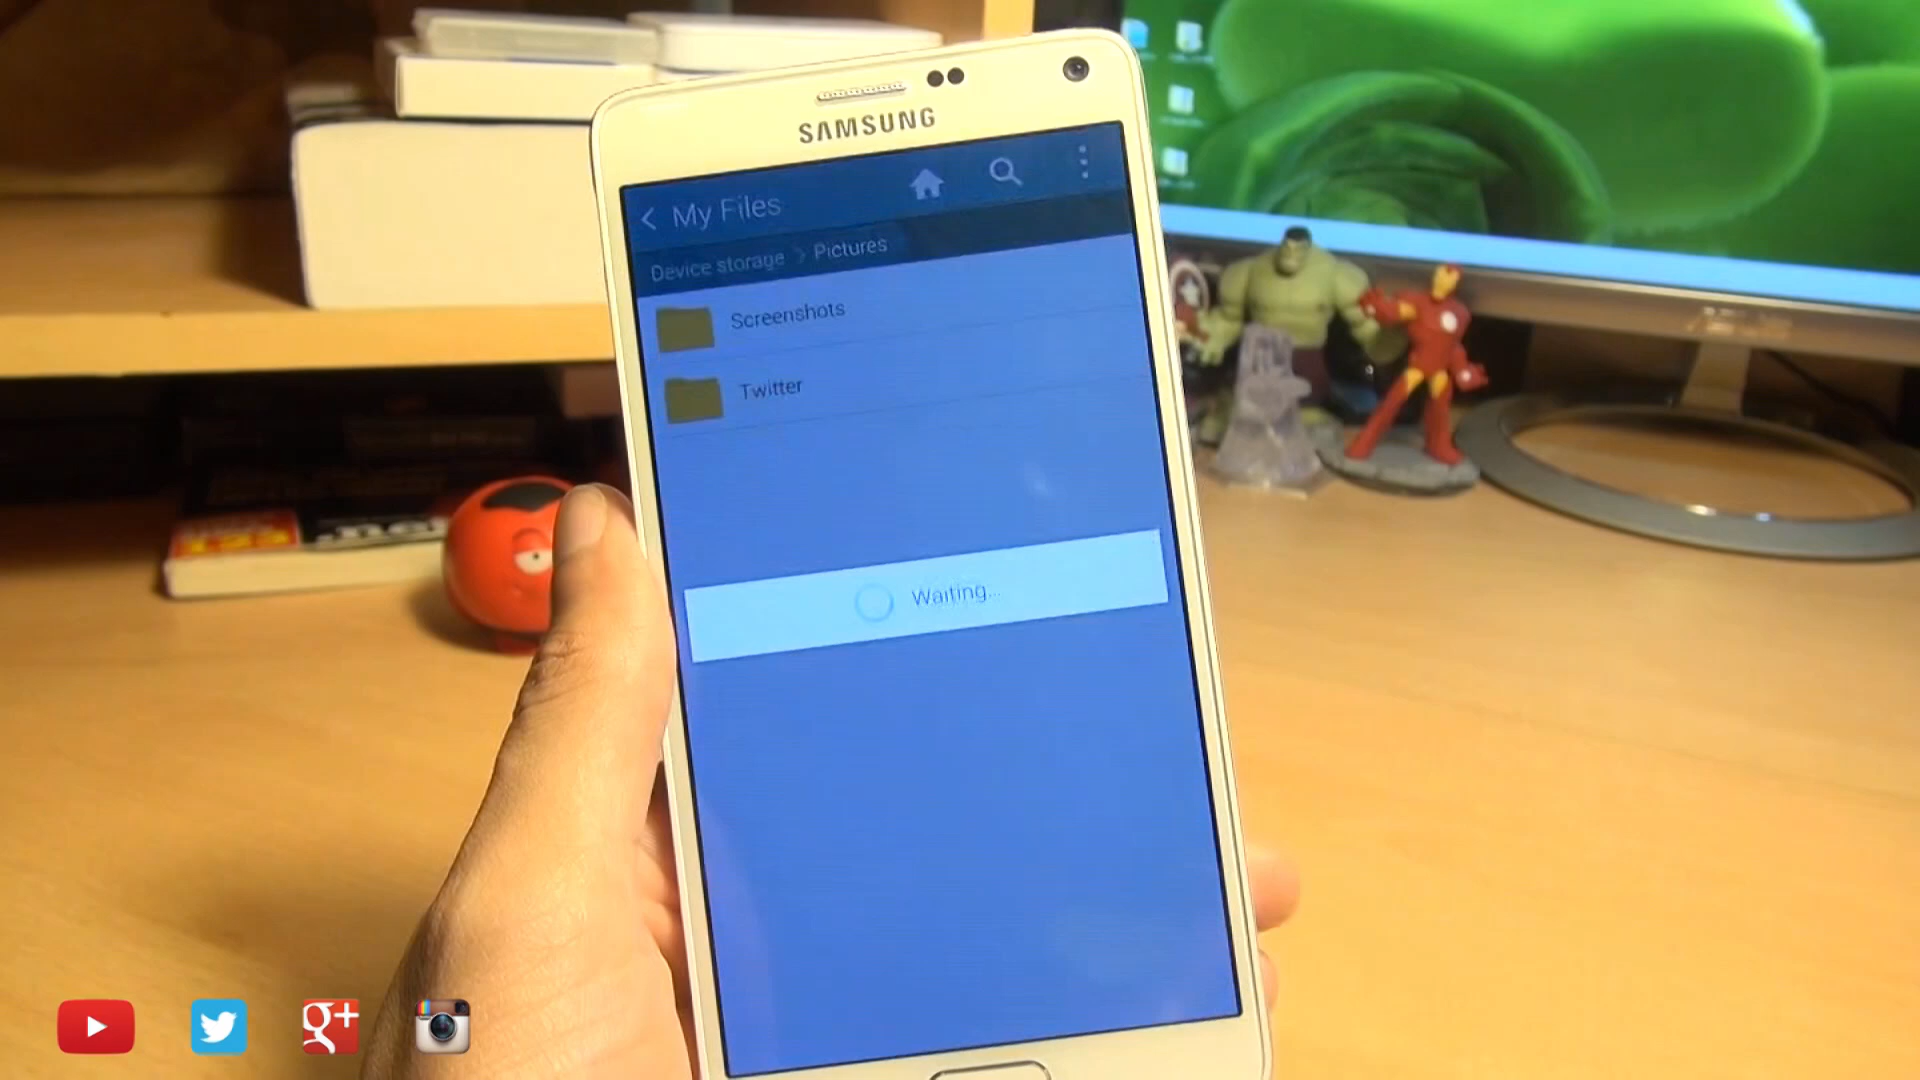 SAMSUNG
My Files
Device storage > Pictures
Screenshots
Twitter
Waiting...
g+